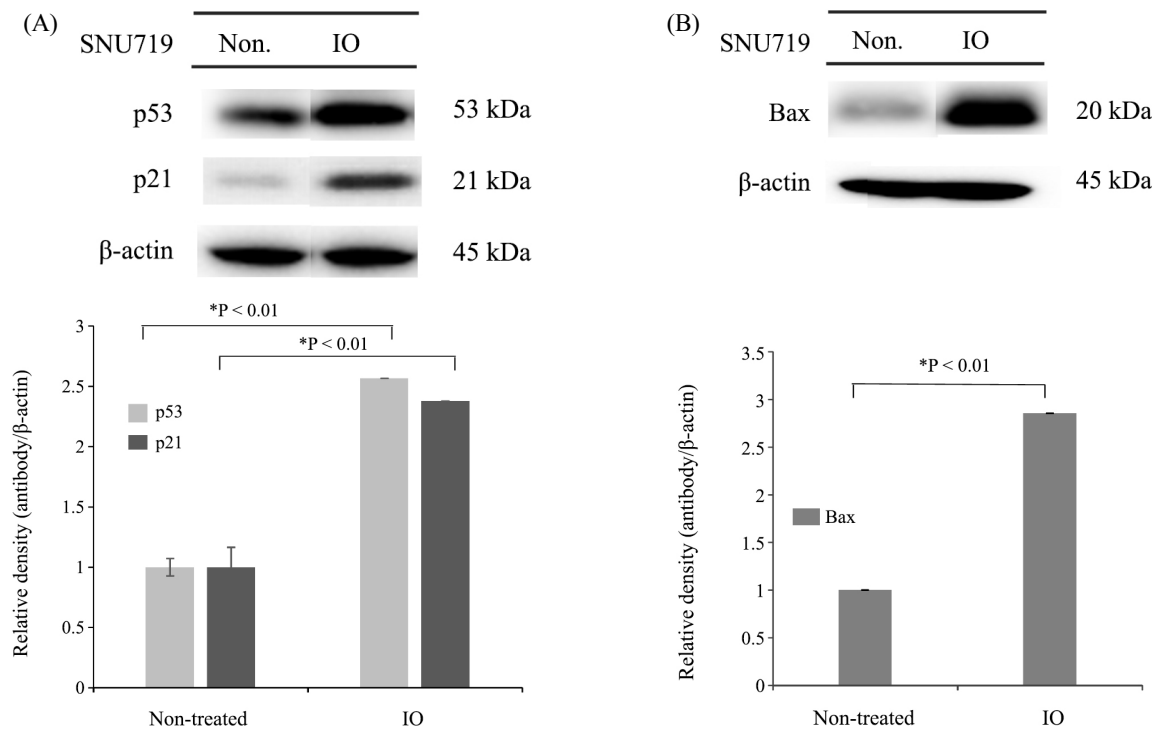 (A)
SNU719 Non. IO
p53 53 kDa
p21 21 kDa
β-actin 45 kDa
*P < 0.01
*P < 0.01
3
2.5
2
1.5
1
0.5
0
Relative density (antibody/β-actin)
p53
p21
Non-treated IO
(B)
SNU719 Non. IO
Bax 20 kDa
β-actin 45 kDa
*P < 0.01
3.5
3
2.5
2
1.5
1
0.5
0
Relative density (antibody/β-actin)
Bax
Non-treated IO